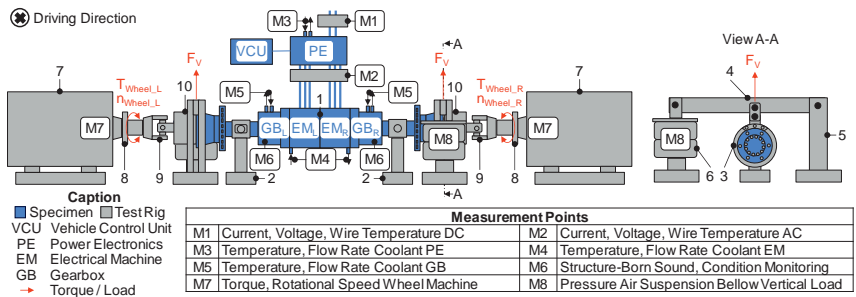 Driving Direction
M3
M1
A
View A-A
VCU
PE
F_V
F_V
F_V
7
T_Wheel_L
n_Wheel_L
10
M5
M2
M5
10
T_Wheel_R
n_Wheel_R
7
4
1
M7
GB_L
EM_L
EM_R
GB_R
M8
M7
M8
5
M6
M4
M6
8
9
2
2
9
8
6
3
A
Caption
Specimen
Test Rig
VCU Vehicle Control Unit
PE Power Electronics
EM Electrical Machine
GB Gearbox
Torque / Load
Measurement Points
M1 Current, Voltage, Wire Temperature DC M2 Current, Voltage, Wire Temperature AC
M3 Temperature, Flow Rate Coolant PE M4 Temperature, Flow Rate Coolant EM
M5 Temperature, Flow Rate Coolant GB M6 Structure-Born Sound, Condition Monitoring
M7 Torque, Rotational Speed Wheel Machine M8 Pressure Air Suspension Bellow Vertical Load